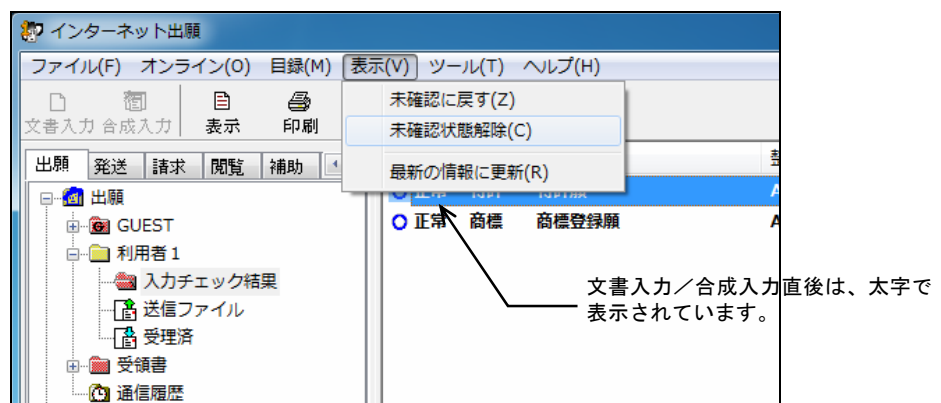 インターネット出願
ファイル(F) オンライン(O) 目録(M) 表示(V) ツール(T) ヘルプ(H)
文書入力 合成入力 表示 印刷
未確認に戻す(Z)
未確認状態解除(C)
最新の情報に更新(R)
出願 発送 請求 閲覧 補助
出願
GUEST
利用者1
入力チェック結果
送信ファイル
受理済
受領書
通信履歴
正常 特許 特許願 A
正常 商標 商標登録願 A
文書入力／合成入力直後は、太字で
表示されています。